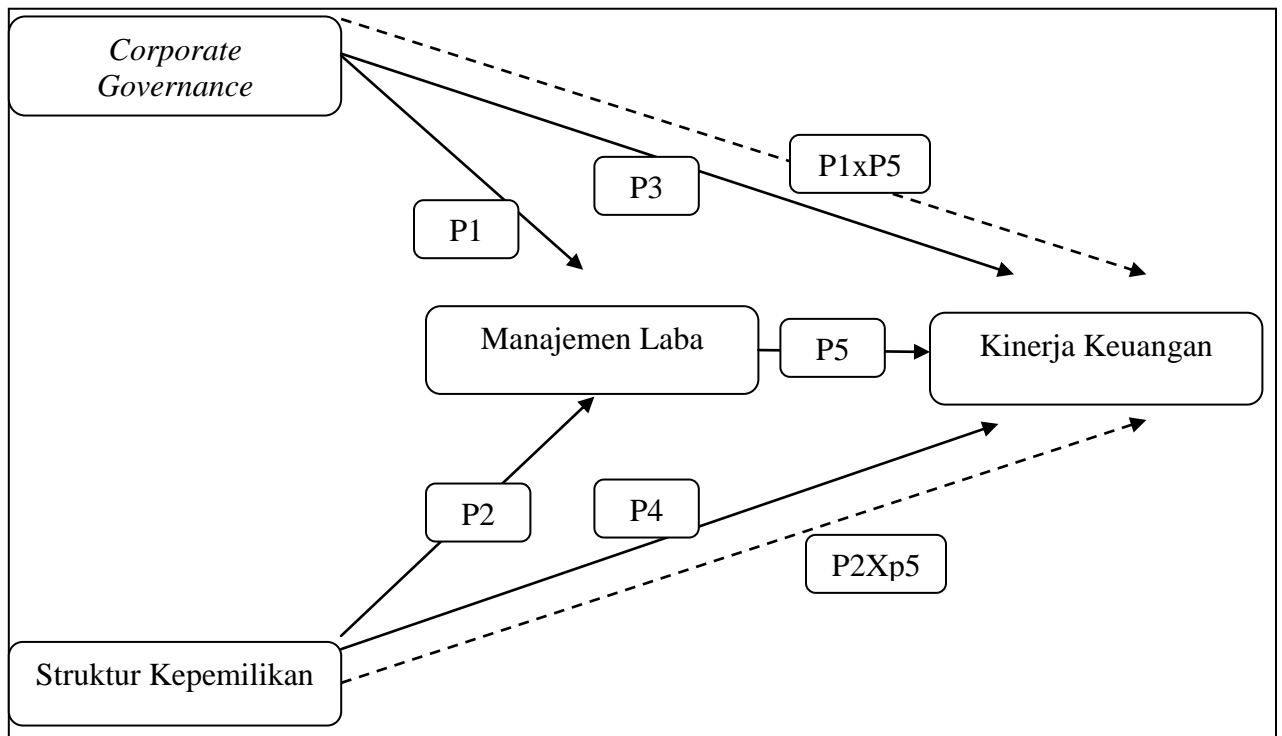 Corporate
Governance
P1xP5
P3
P1
Manajemen Laba
P5
Kinerja Keuangan
P2
P4
P2Xp5
Struktur Kepemilikan